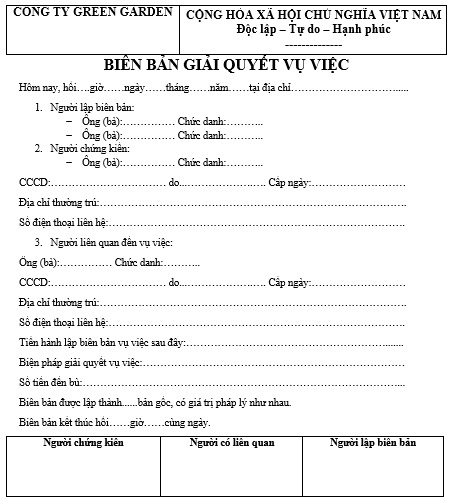 CÔNG TY GREEN GARDEN
CỘNG HÒA XÃ HỘI CHỦ NGHĨA VIỆT NAM
Độc lập – Tự do – Hạnh phúc
--------------
BIÊN BẢN GIẢI QUYẾT VỤ VIỆC
Hôm nay, hồi….giờ……ngày……tháng……năm……tại địa chỉ…………………………......
1. Người lập biên bản:
– Ông (bà):…………… Chức danh:………..
– Ông (bà):…………… Chức danh:………..
2. Người chứng kiến:
– Ông (bà):…………… Chức danh:………..
CCCD:…………………………… do……………………. Cấp ngày:………………………
Địa chỉ thường trú:…………………………………………………………………………….
Số điện thoại liên hệ:………………………………………………………………………….
3. Người liên quan đến vụ việc:
Ông (bà):…………… Chức danh:………..
CCCD:…………………………… do……………………. Cấp ngày:………………………
Địa chỉ thường trú:…………………………………………………………………………….
Số điện thoại liên hệ:………………………………………………………………………….
Tiến hành lập biên bản vụ việc sau đây:…………………………………………………........
Biện pháp giải quyết vụ việc:…………………………………………………………………
Số tiền đền bù:………………………………………………………………………………...
Biên bản được lập thành......bản gốc, có giá trị pháp lý như nhau.
Biên bản kết thúc hồi……giờ……cùng ngày.
Người chứng kiến
Người có liên quan
Người lập biên bản